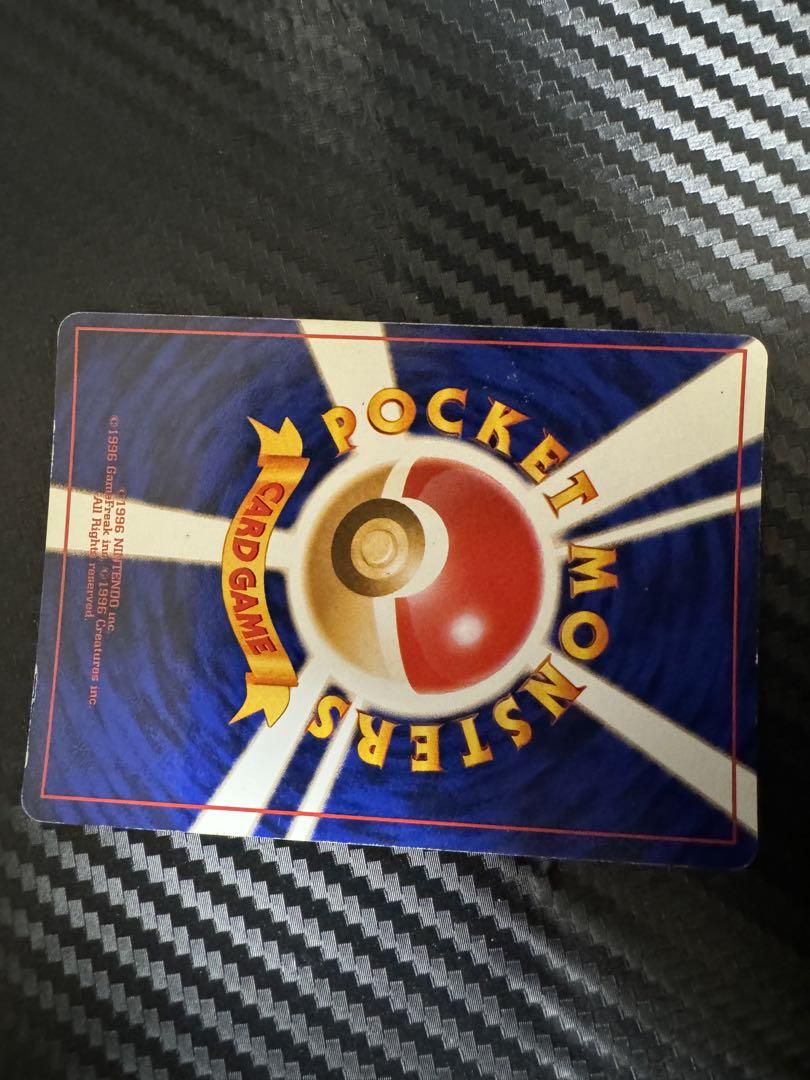 POCKET MONSTERS
CARD GAME
©1996 NINTENDO inc.
©1996 GameFreak inc. ©1996 Creatures inc.
All Rights reserved.